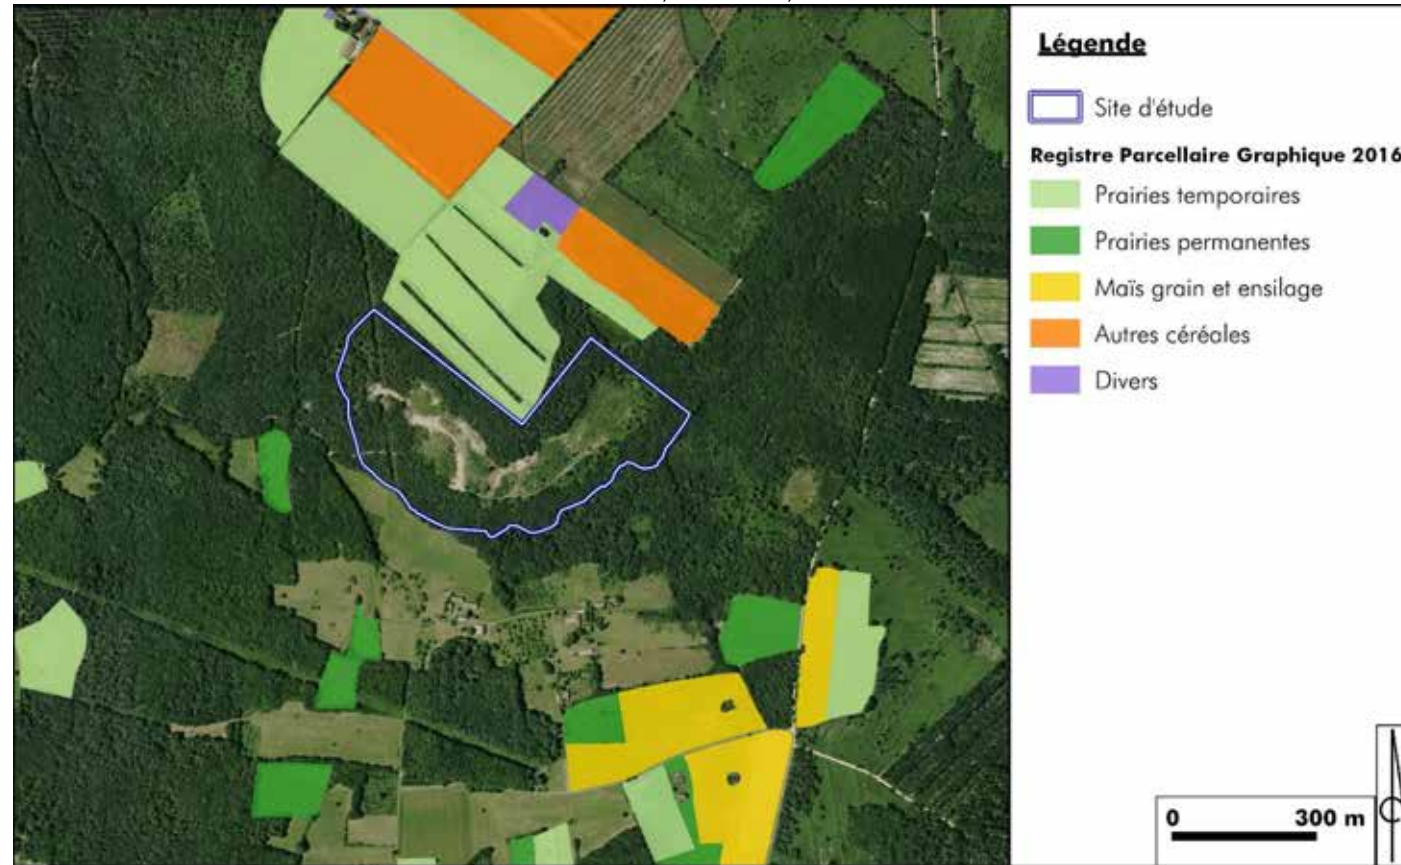 Légende
Site d'étude
Registre Parcellaire Graphique 2016
Prairies temporaires
Prairies permanentes
Maïs grain et ensilage
Autres céréales
Divers
0 300 m